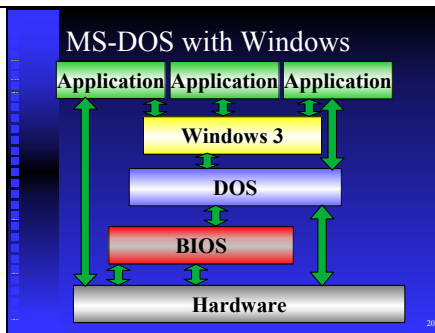 MS-DOS with Windows
Application Application Application
Windows 3
DOS
BIOS
Hardware
20